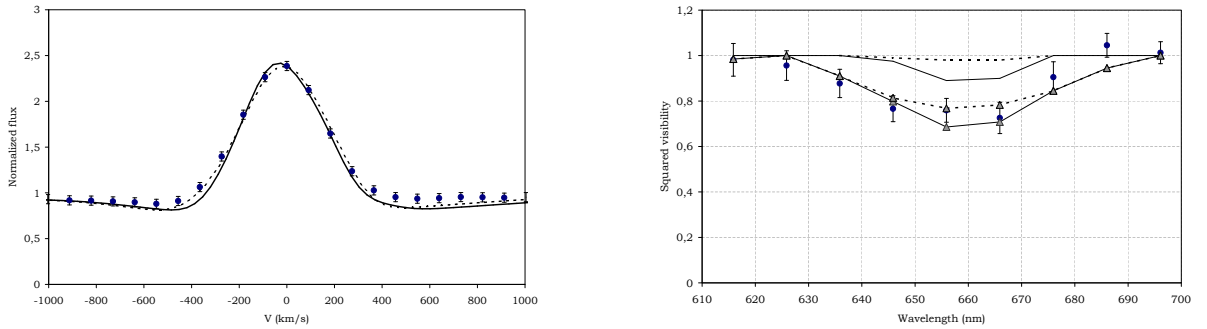 3
2,5
2
1,5
1
0,5
0
Normalized flux
-1000 -800 -600 -400 -200 0 200 400 600 800 1000
V (km/s)
1,2
1
0,8
0,6
0,4
0,2
0
Squared visibility
610 620 630 640 650 660 670 680 690 700
Wavelength (nm)